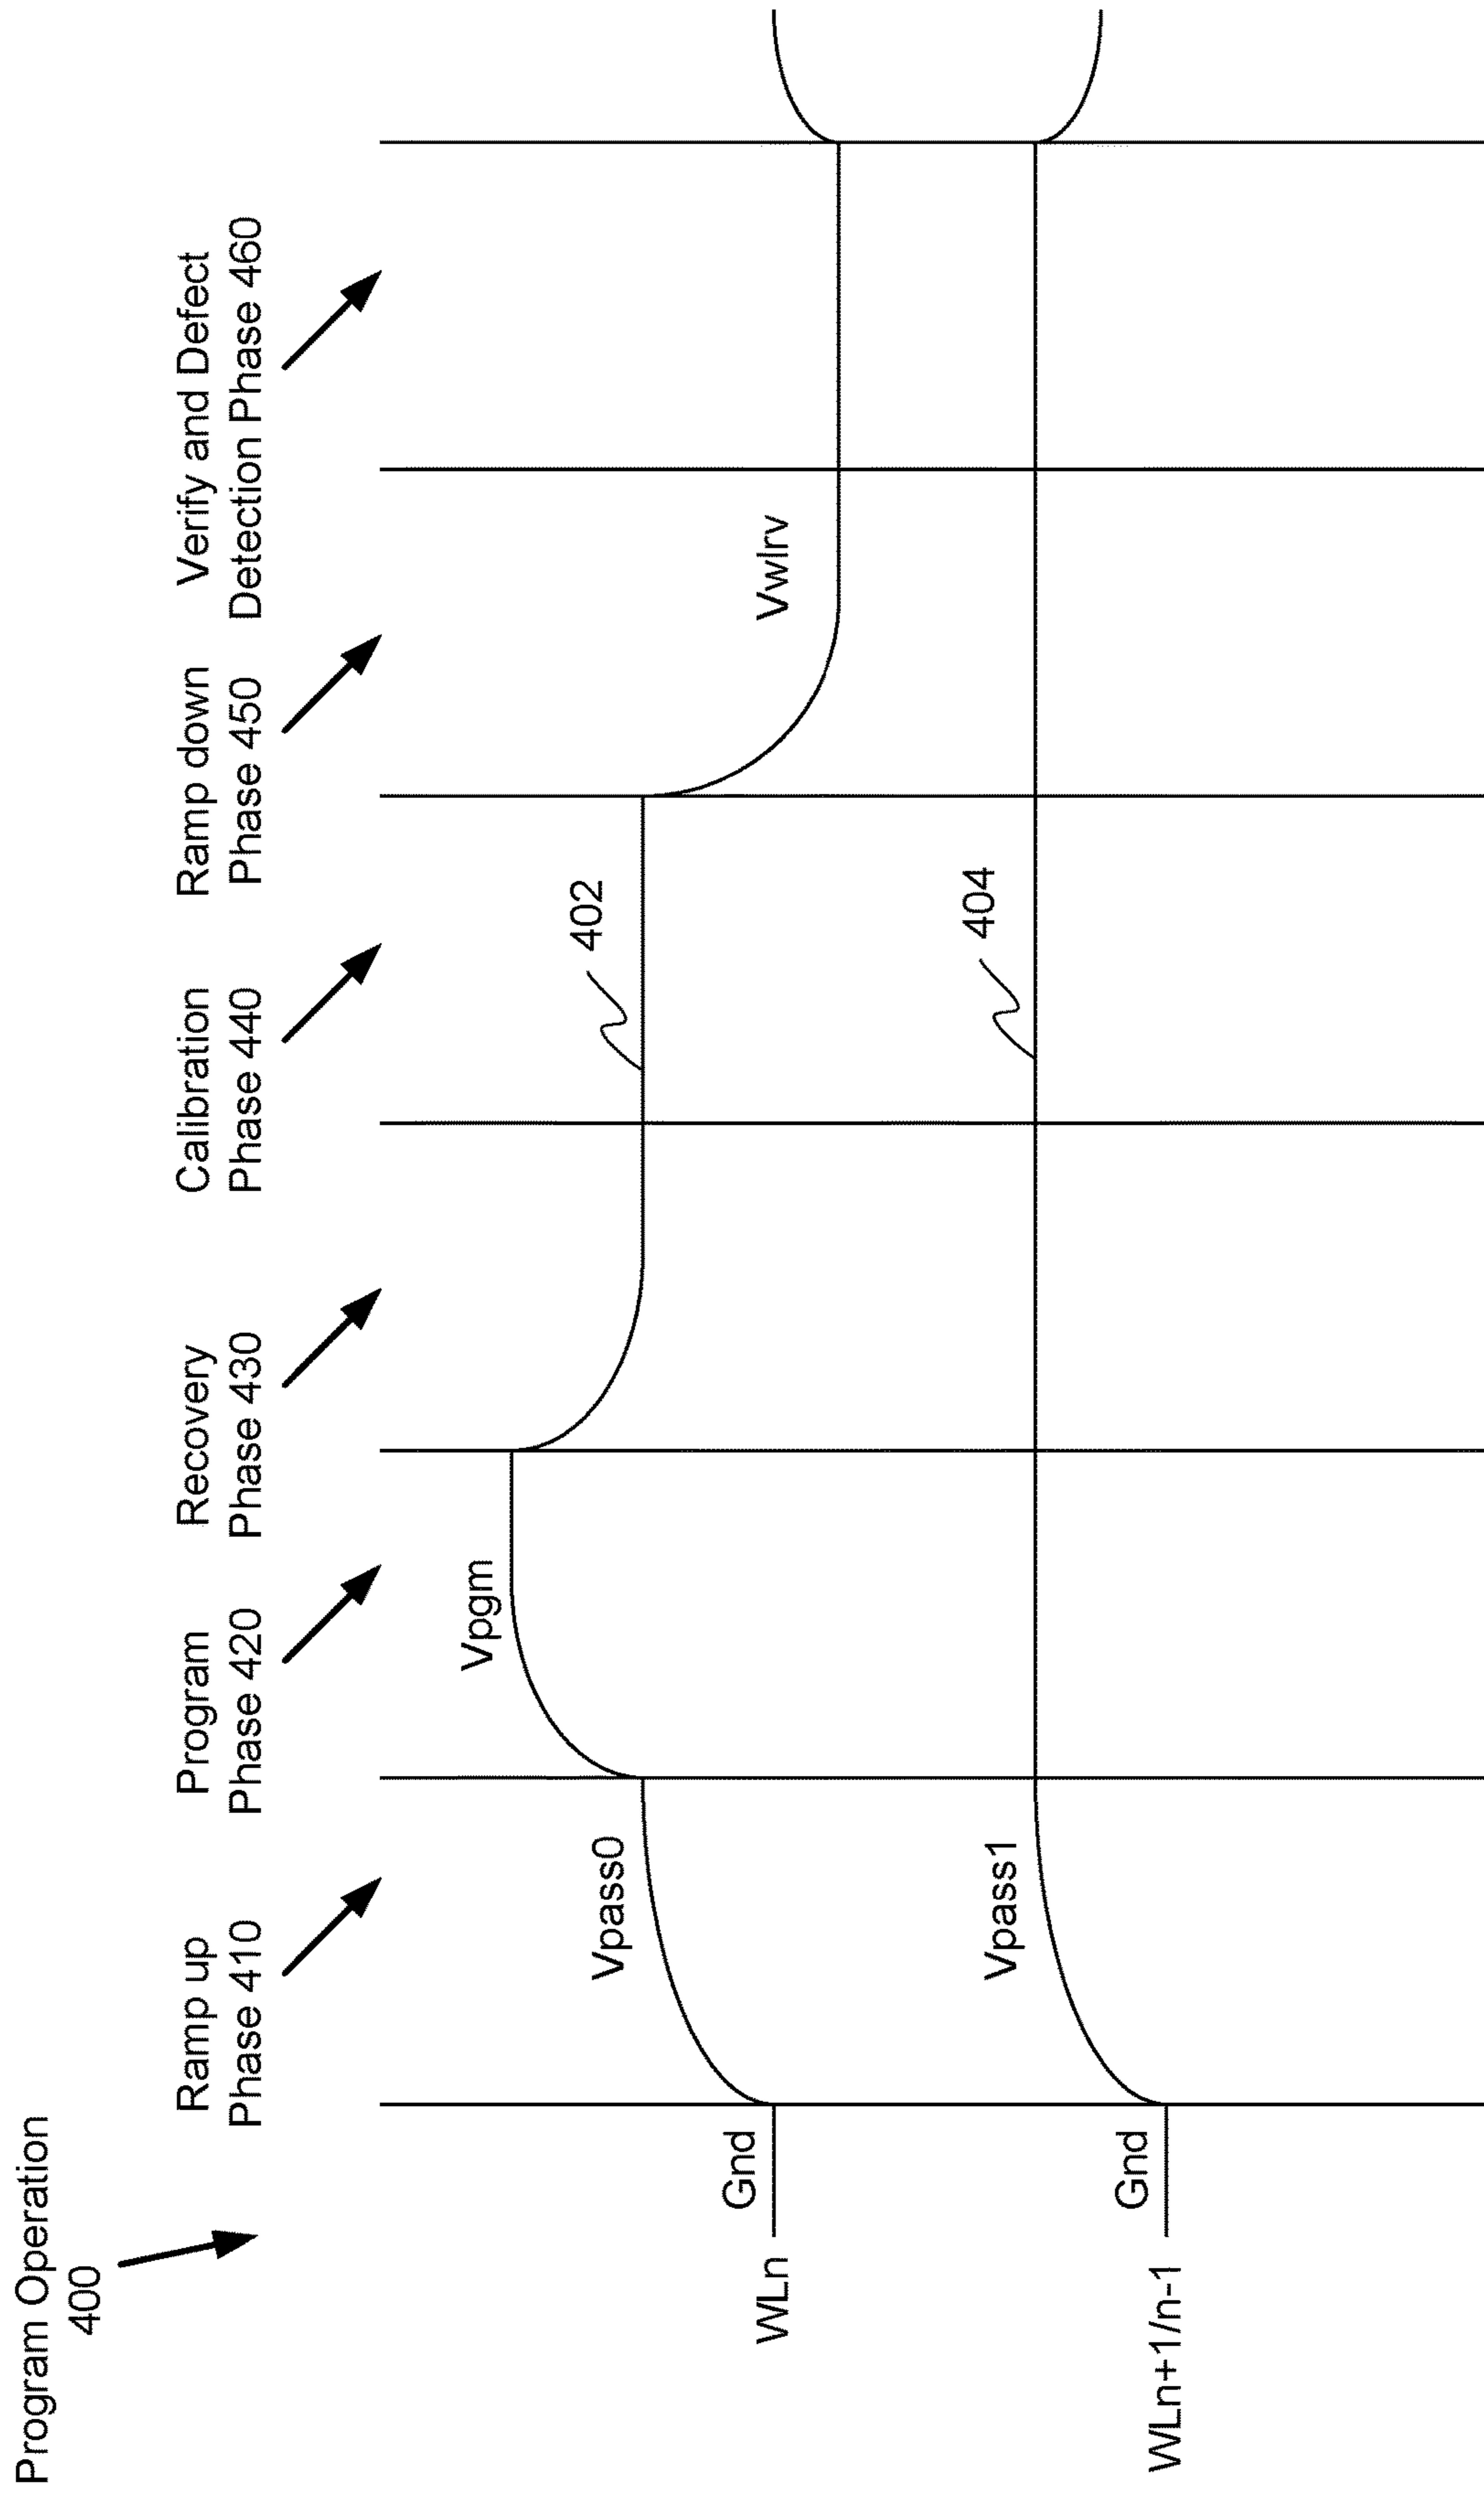 Program Operation
400
Ramp up
Phase 410
Program
Phase 420
Recovery
Phase 430
Calibration
Phase 440
Ramp down
Phase 450
Verify and Defect
Detection Phase 460
Vpgm
402
Vpass0
Vwlrv
Gnd
WLn
404
Vpass1
Gnd
WLn+1/n-1